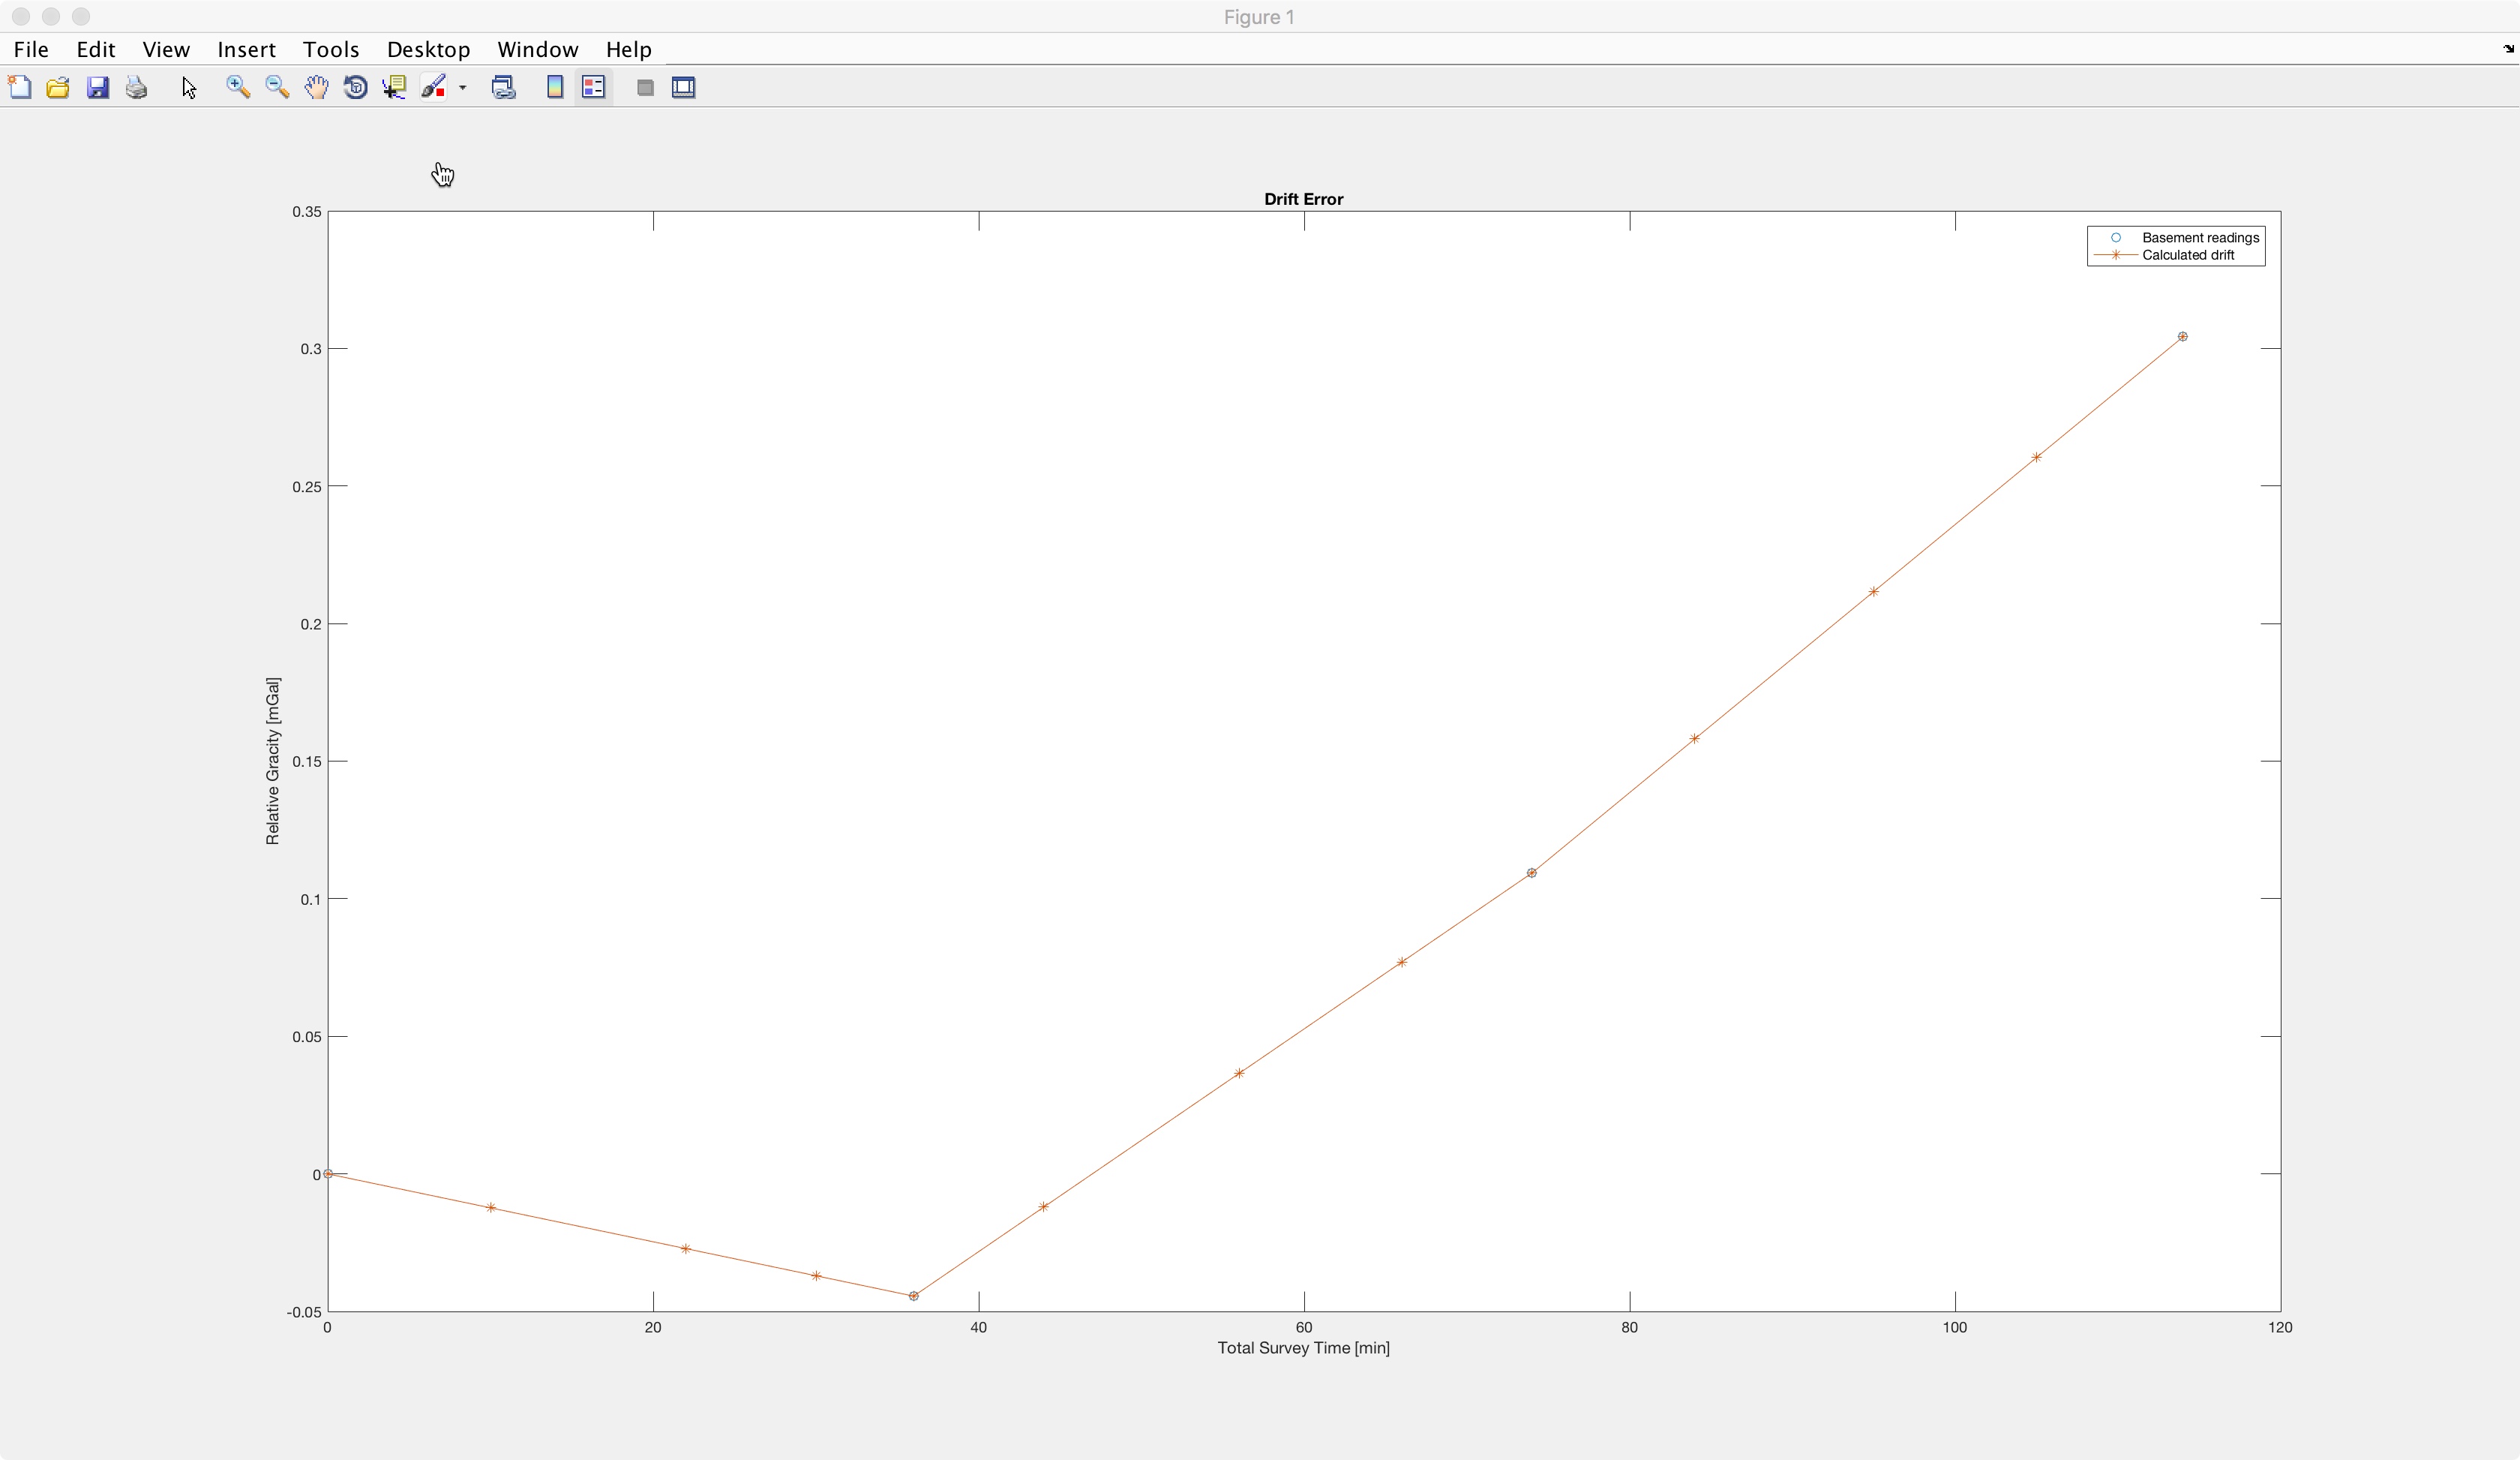 Figure 1
File Edit View Insert Tools Desktop Window Help
Drift Error
0.35
0.3
0.25
0.2
0.15
0.1
0.05
0
-0.05
Relative Gracity [mGal]
Basement readings
Calculated drift
0 20 40 60 80 100 120
Total Survey Time [min]